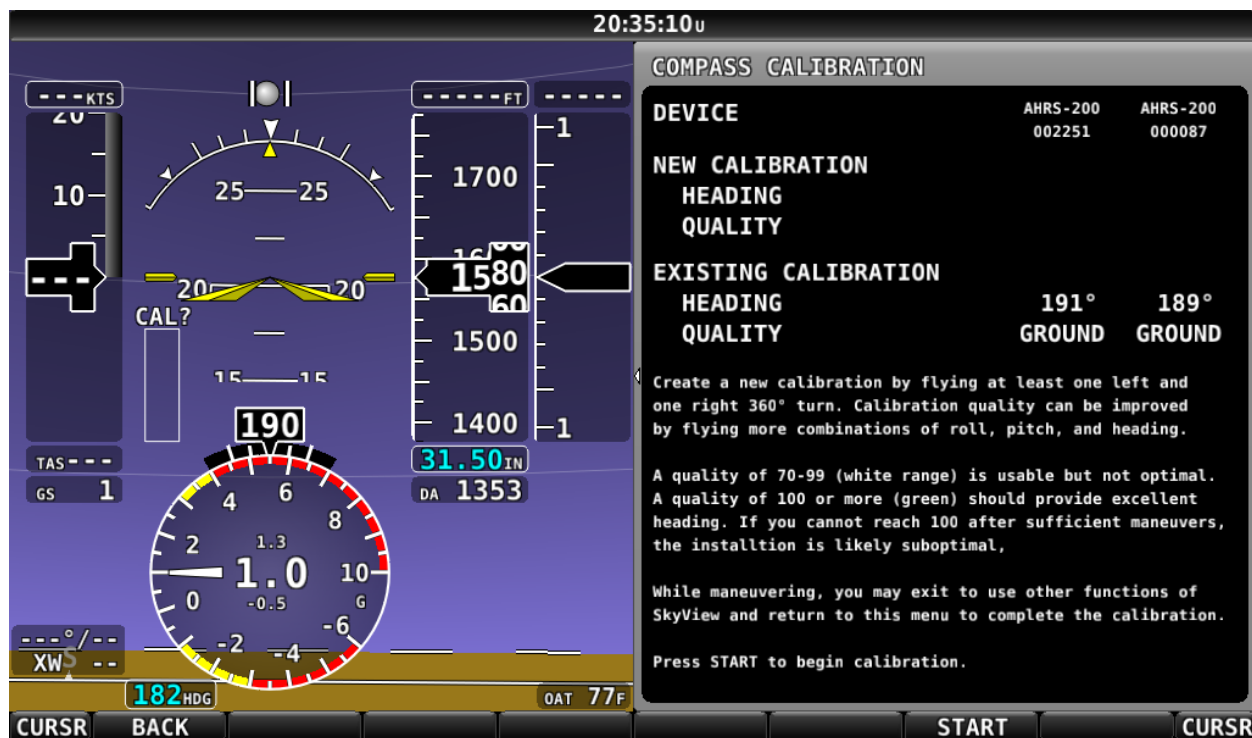 20:35:10U
---KTS
-----FT
-----
20
10
---
25 25
20 20
15 15
CAL?
1700
1580
60
1500
1400
1
1
190
31.50IN
TAS---
GS 1
DA 1353
4 6 8
2 1.3
1.0 10
0 -0.5 G
-2 -4 -6
---°/--
XW --
S
182HDG
OAT 77F
COMPASS CALIBRATION
DEVICE AHRS-200 AHRS-200
002251 000087
NEW CALIBRATION
HEADING
QUALITY
EXISTING CALIBRATION
HEADING 191° 189°
QUALITY GROUND GROUND
Create a new calibration by flying at least one left and
one right 360° turn. Calibration quality can be improved
by flying more combinations of roll, pitch, and heading.
A quality of 70-99 (white range) is usable but not optimal.
A quality of 100 or more (green) should provide excellent
heading. If you cannot reach 100 after sufficient maneuvers,
the installtion is likely suboptimal,
While maneuvering, you may exit to use other functions of
SkyView and return to this menu to complete the calibration.
Press START to begin calibration.
CURSR BACK START CURSR